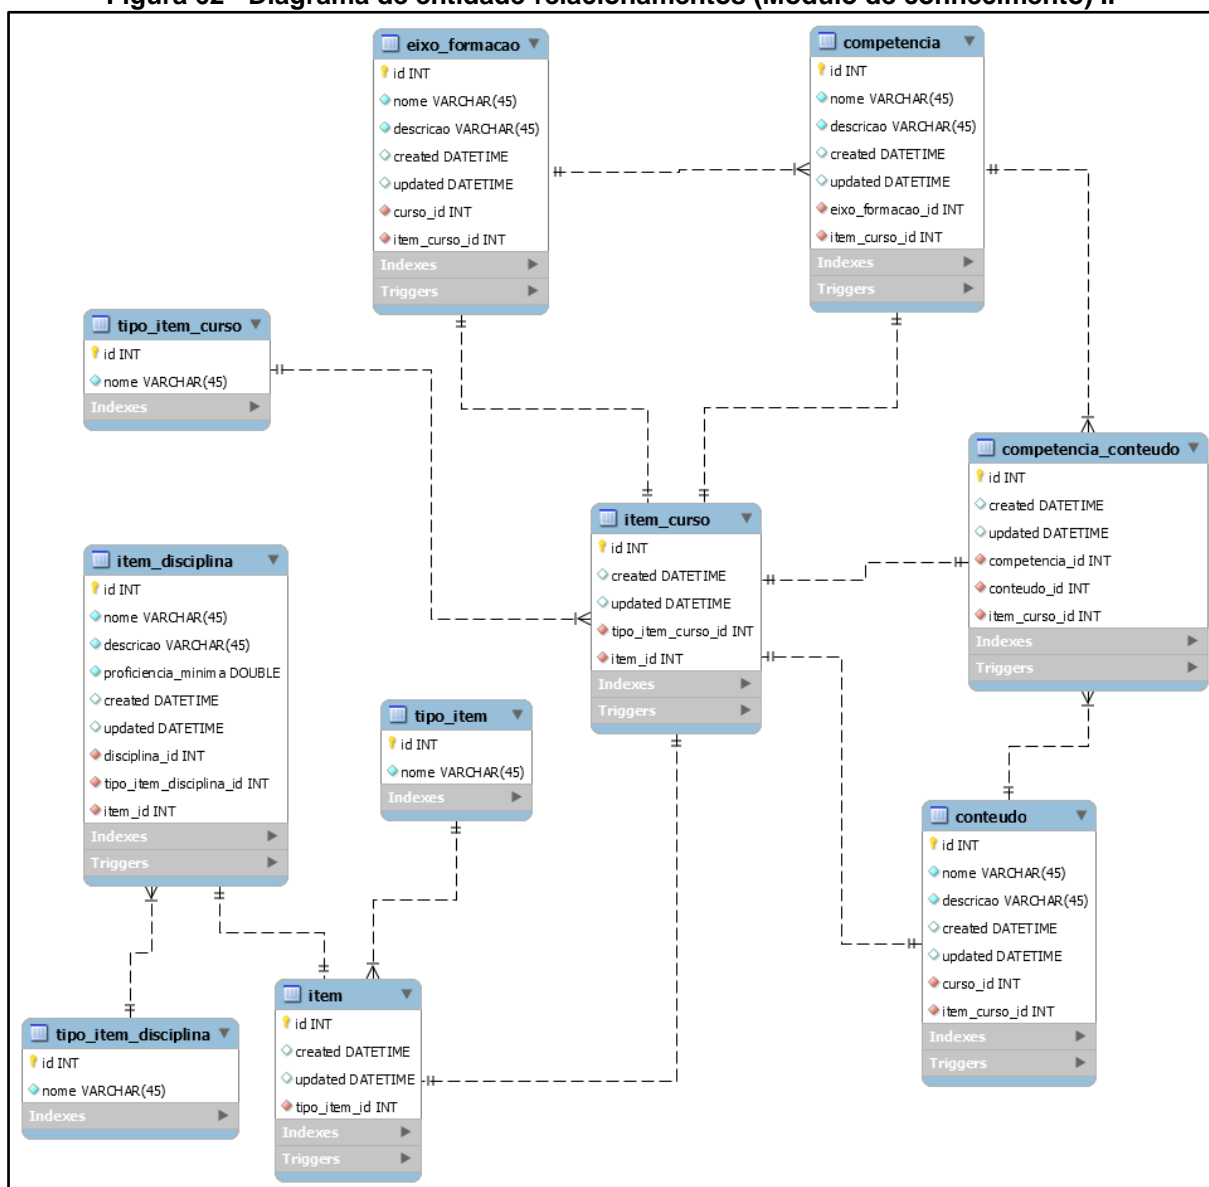 Figura 62 - Diagrama de entidade relacionamentos (Módulo de conhecimento) II
eixo_formacao
id INT
nome VARCHAR(45)
descricao VARCHAR(45)
created DATETIME
updated DATETIME
curso_id INT
item_curso_id INT
Indexes
Triggers
competencia
id INT
nome VARCHAR(45)
descricao VARCHAR(45)
created DATETIME
updated DATETIME
eixo_formacao_id INT
item_curso_id INT
Indexes
Triggers
tipo_item_curso
id INT
nome VARCHAR(45)
Indexes
competencia_conteudo
id INT
created DATETIME
updated DATETIME
competencia_id INT
conteudo_id INT
item_curso_id INT
Indexes
Triggers
item_curso
id INT
created DATETIME
updated DATETIME
tipo_item_curso_id INT
item_id INT
Indexes
Triggers
item_disciplina
id INT
nome VARCHAR(45)
descricao VARCHAR(45)
proficiencia_minima DOUBLE
created DATETIME
updated DATETIME
disciplina_id INT
tipo_item_disciplina_id INT
item_id INT
Indexes
Triggers
tipo_item
id INT
nome VARCHAR(45)
Indexes
conteudo
id INT
nome VARCHAR(45)
descricao VARCHAR(45)
created DATETIME
updated DATETIME
curso_id INT
item_curso_id INT
Indexes
Triggers
item
id INT
created DATETIME
updated DATETIME
tipo_item_id INT
Indexes
Triggers
tipo_item_disciplina
id INT
nome VARCHAR(45)
Indexes